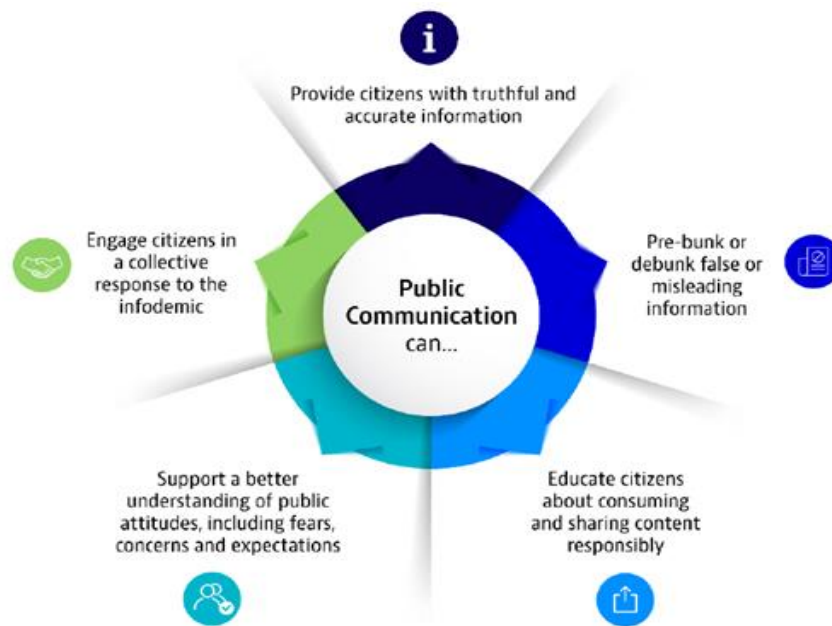 i
Provide citizens with truthful and
accurate information
Engage citizens in
a collective
response to the
infodemic
Public
Communication
can...
Pre-bunk or
debunk false or
misleading
information
Support a better
understanding of public
attitudes, including fears,
concerns and expectations
Educate citizens
about consuming
and sharing content
responsibly